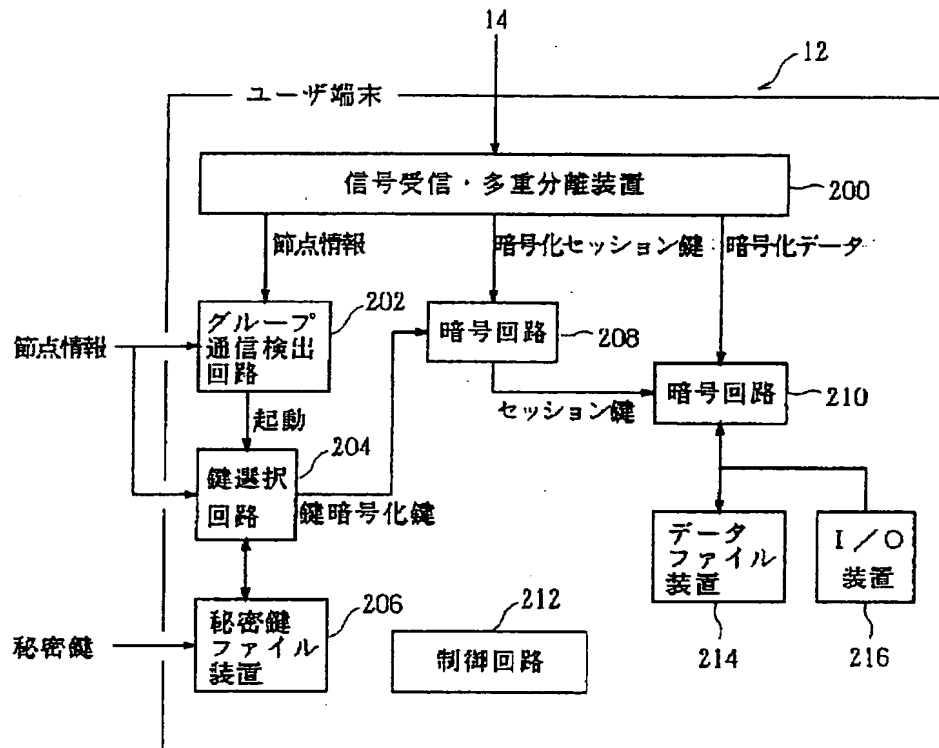 14
12
ユーザ端末
信号受信・多重分離装置
200
節点情報
暗号化セッション鍵
暗号化データ
202
グループ
通信検出
回路
節点情報
暗号回路
208
暗号回路
210
セッション鍵
起動
204
鍵選択
回路
鍵暗号化鍵
データ
ファイル
装置
I/O
装置
206
秘密鍵
ファイル
装置
秘密鍵
212
制御回路
214
216